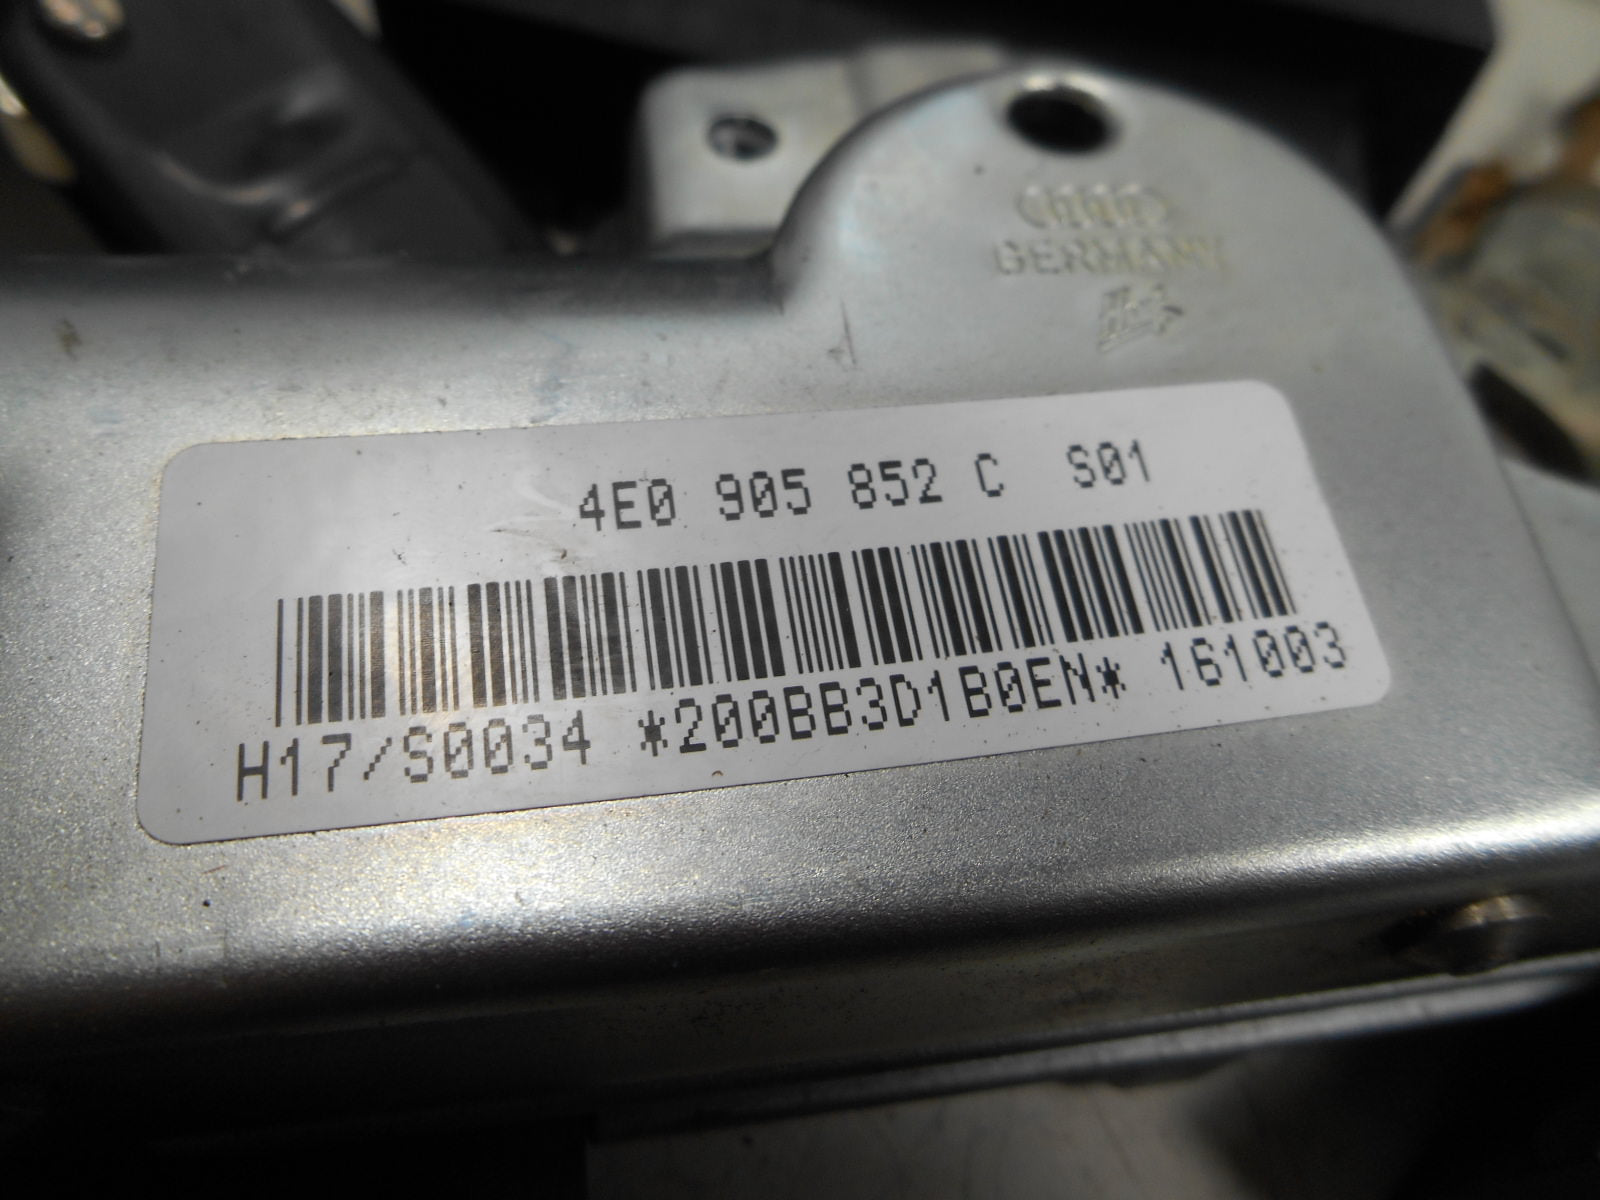 GERMANY
4E0 905 852 C S01
H17/S0034 *200BB3D1B0EN* 161003